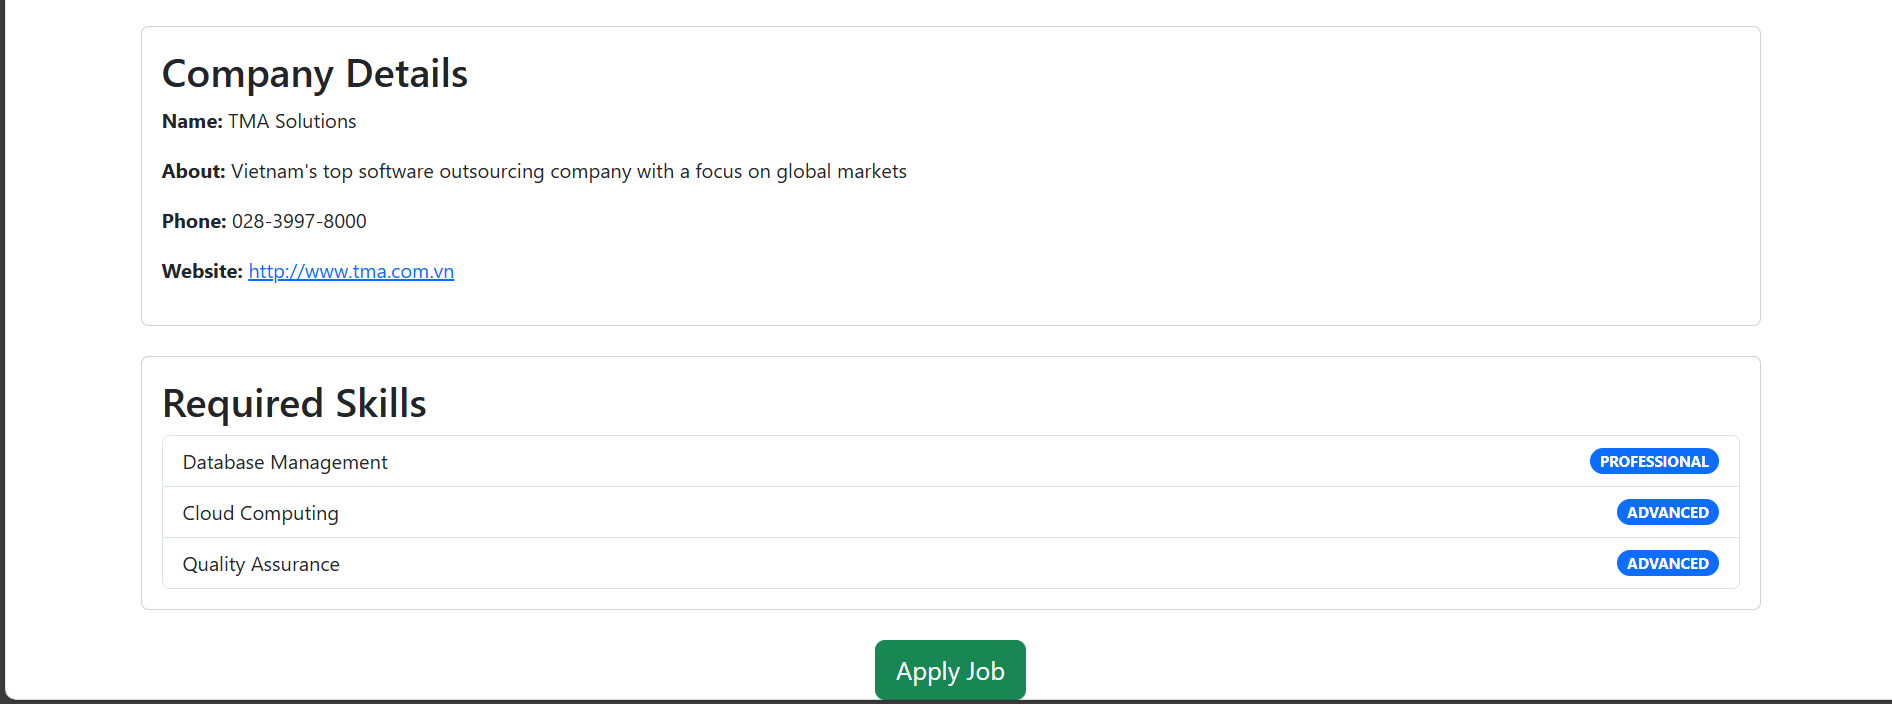 Company Details
Name: TMA Solutions
About: Vietnam's top software outsourcing company with a focus on global markets
Phone: 028-3997-8000
Website: http://www.tma.com.vn
Required Skills
Database Management PROFESSIONAL
Cloud Computing ADVANCED
Quality Assurance ADVANCED
Apply Job